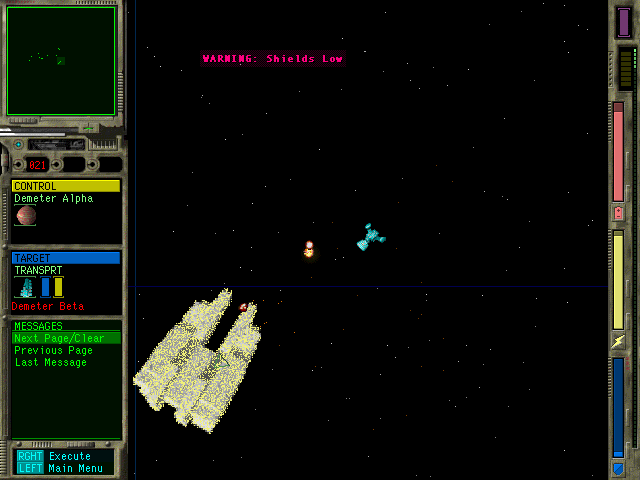 WARNING: Shields Low
021
CONTROL
Demeter Alpha
TARGET
TRANSPRT
Demeter Beta
MESSAGES
Next Page/Clear
Previous Page
Last Message
RGHT Execute
LEFT Main Menu